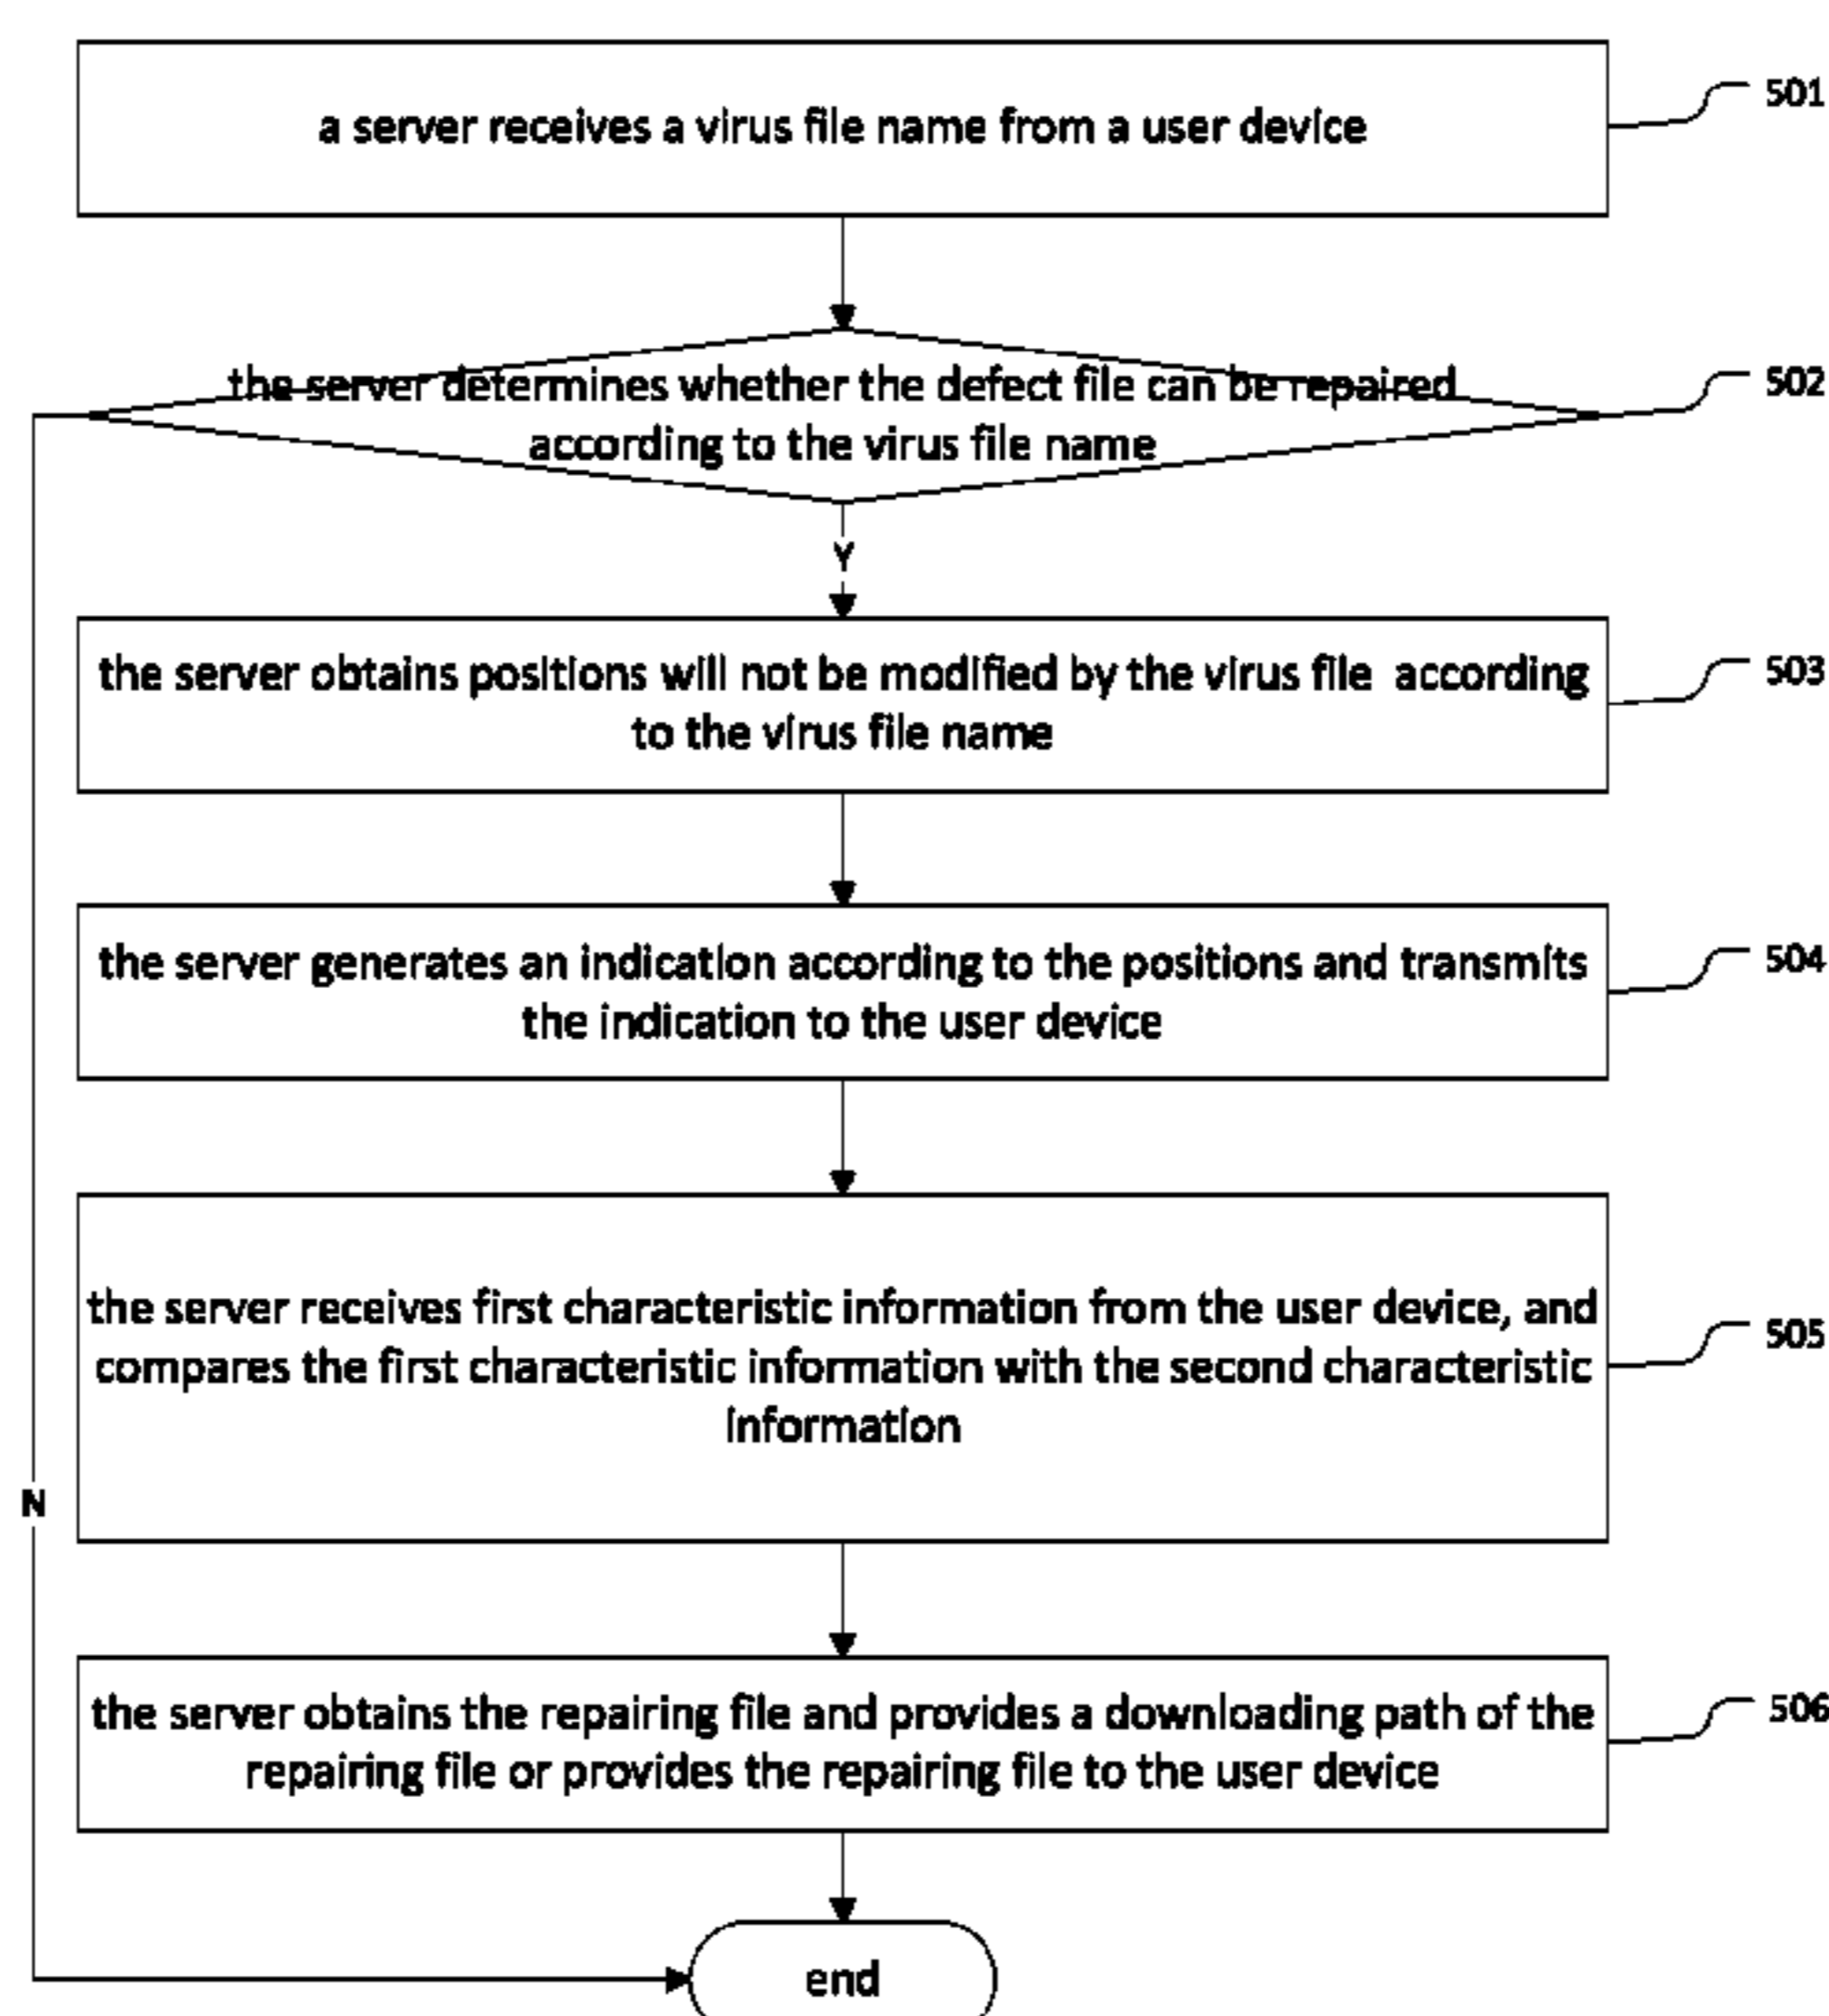 a server receives a virus file name from a user device
501
the server determines whether the defect file can be repaired
according to the virus file name
502
Y
the server obtains positions will not be modified by the virus file according
to the virus file name
503
the server generates an indication according to the positions and transmits
the indication to the user device
504
the server receives first characteristic information from the user device, and
compares the first characteristic information with the second characteristic
information
505
N
the server obtains the repairing file and provides a downloading path of the
repairing file or provides the repairing file to the user device
506
end